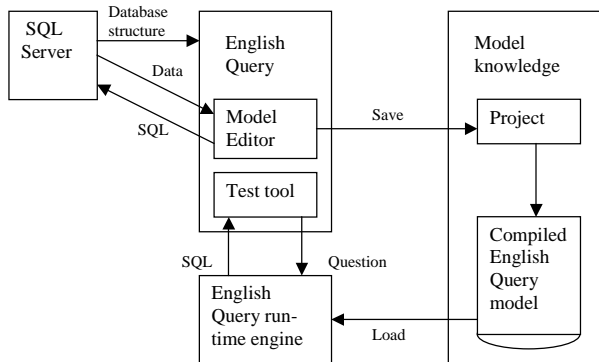 SQL
Server
Database
structure
Data
SQL
English
Query
Model
Editor
Test tool
Save
Model
knowledge
Project
Compiled
English
Query
model
SQL
Question
English
Query run-
time engine
Load